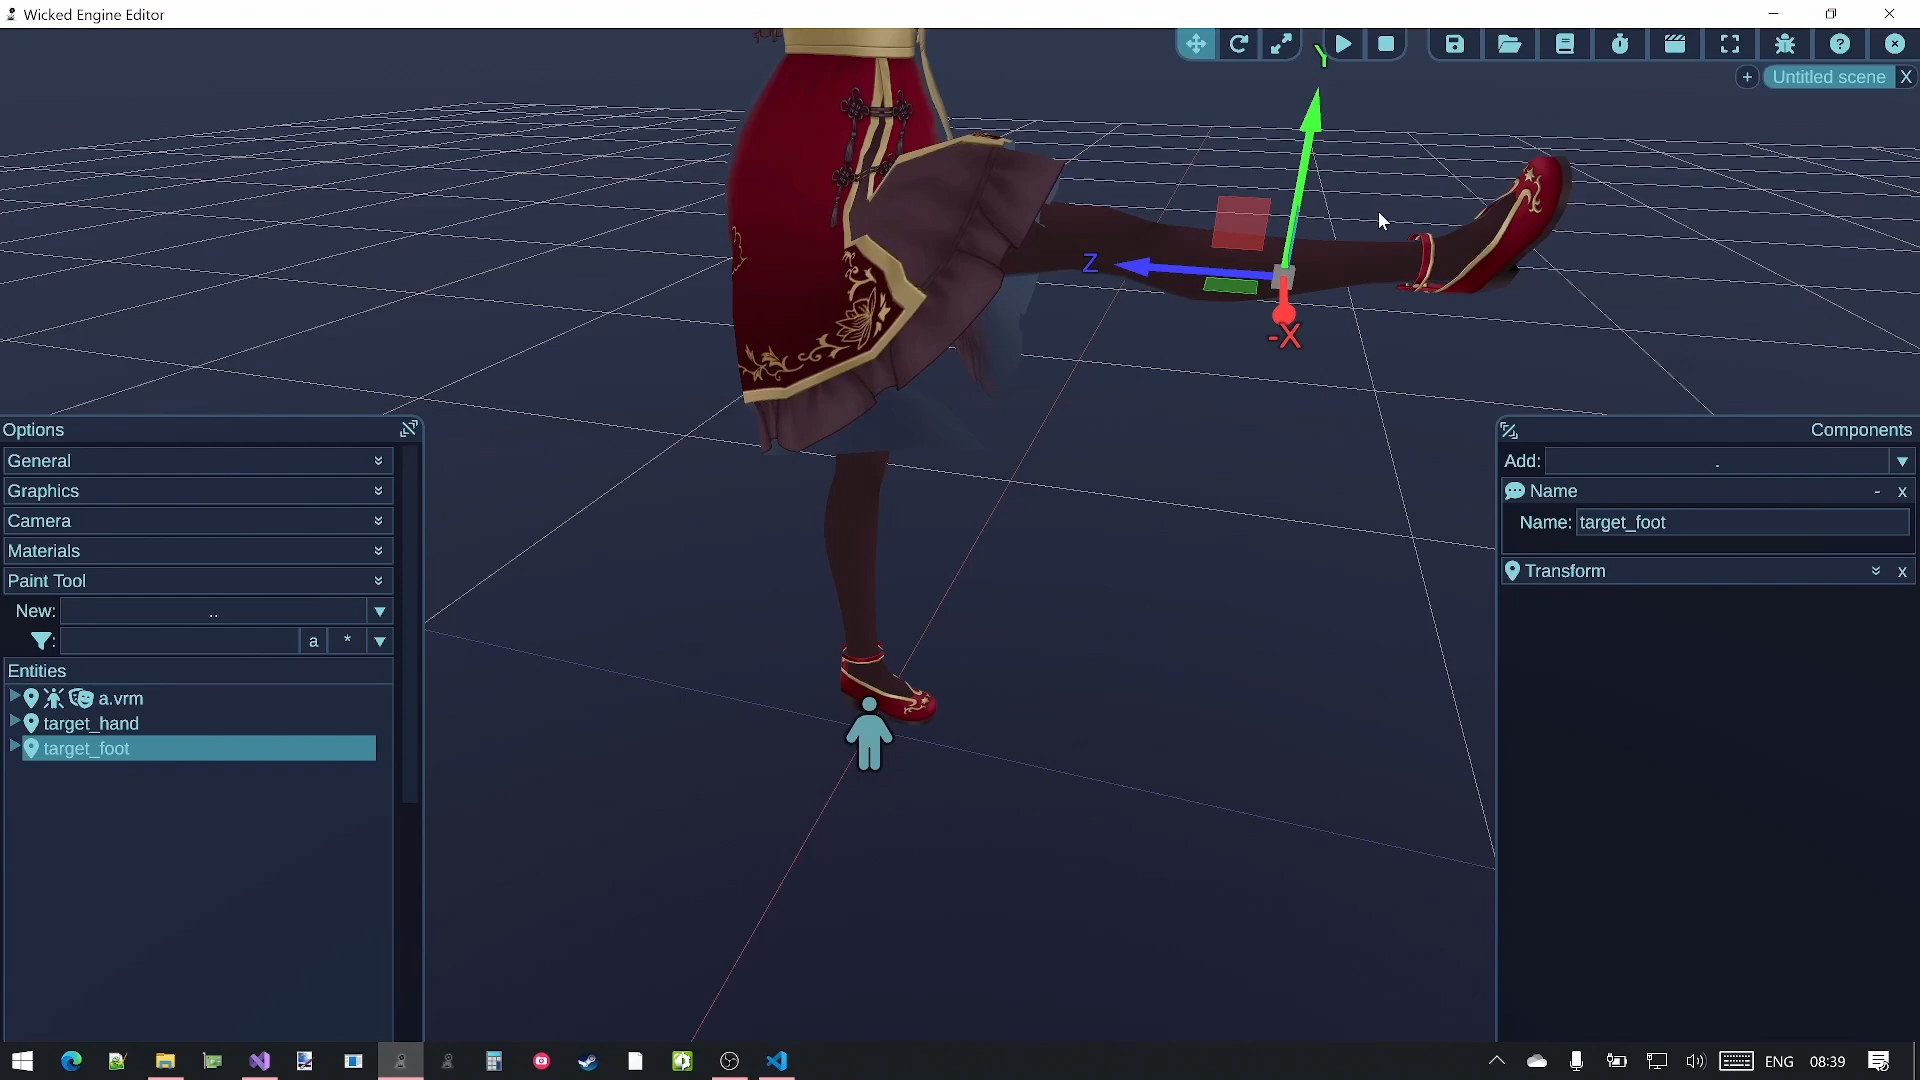 Wicked Engine Editor
Y
+ Untitled scene X
Z
-X
Options
General
Graphics
Camera
Materials
Paint Tool
New: ..
: a *
Entities
a.vrm
target_hand
target_foot
Components
Add: .
Name - x
Name: target_foot
Transform x
ENG 08:39